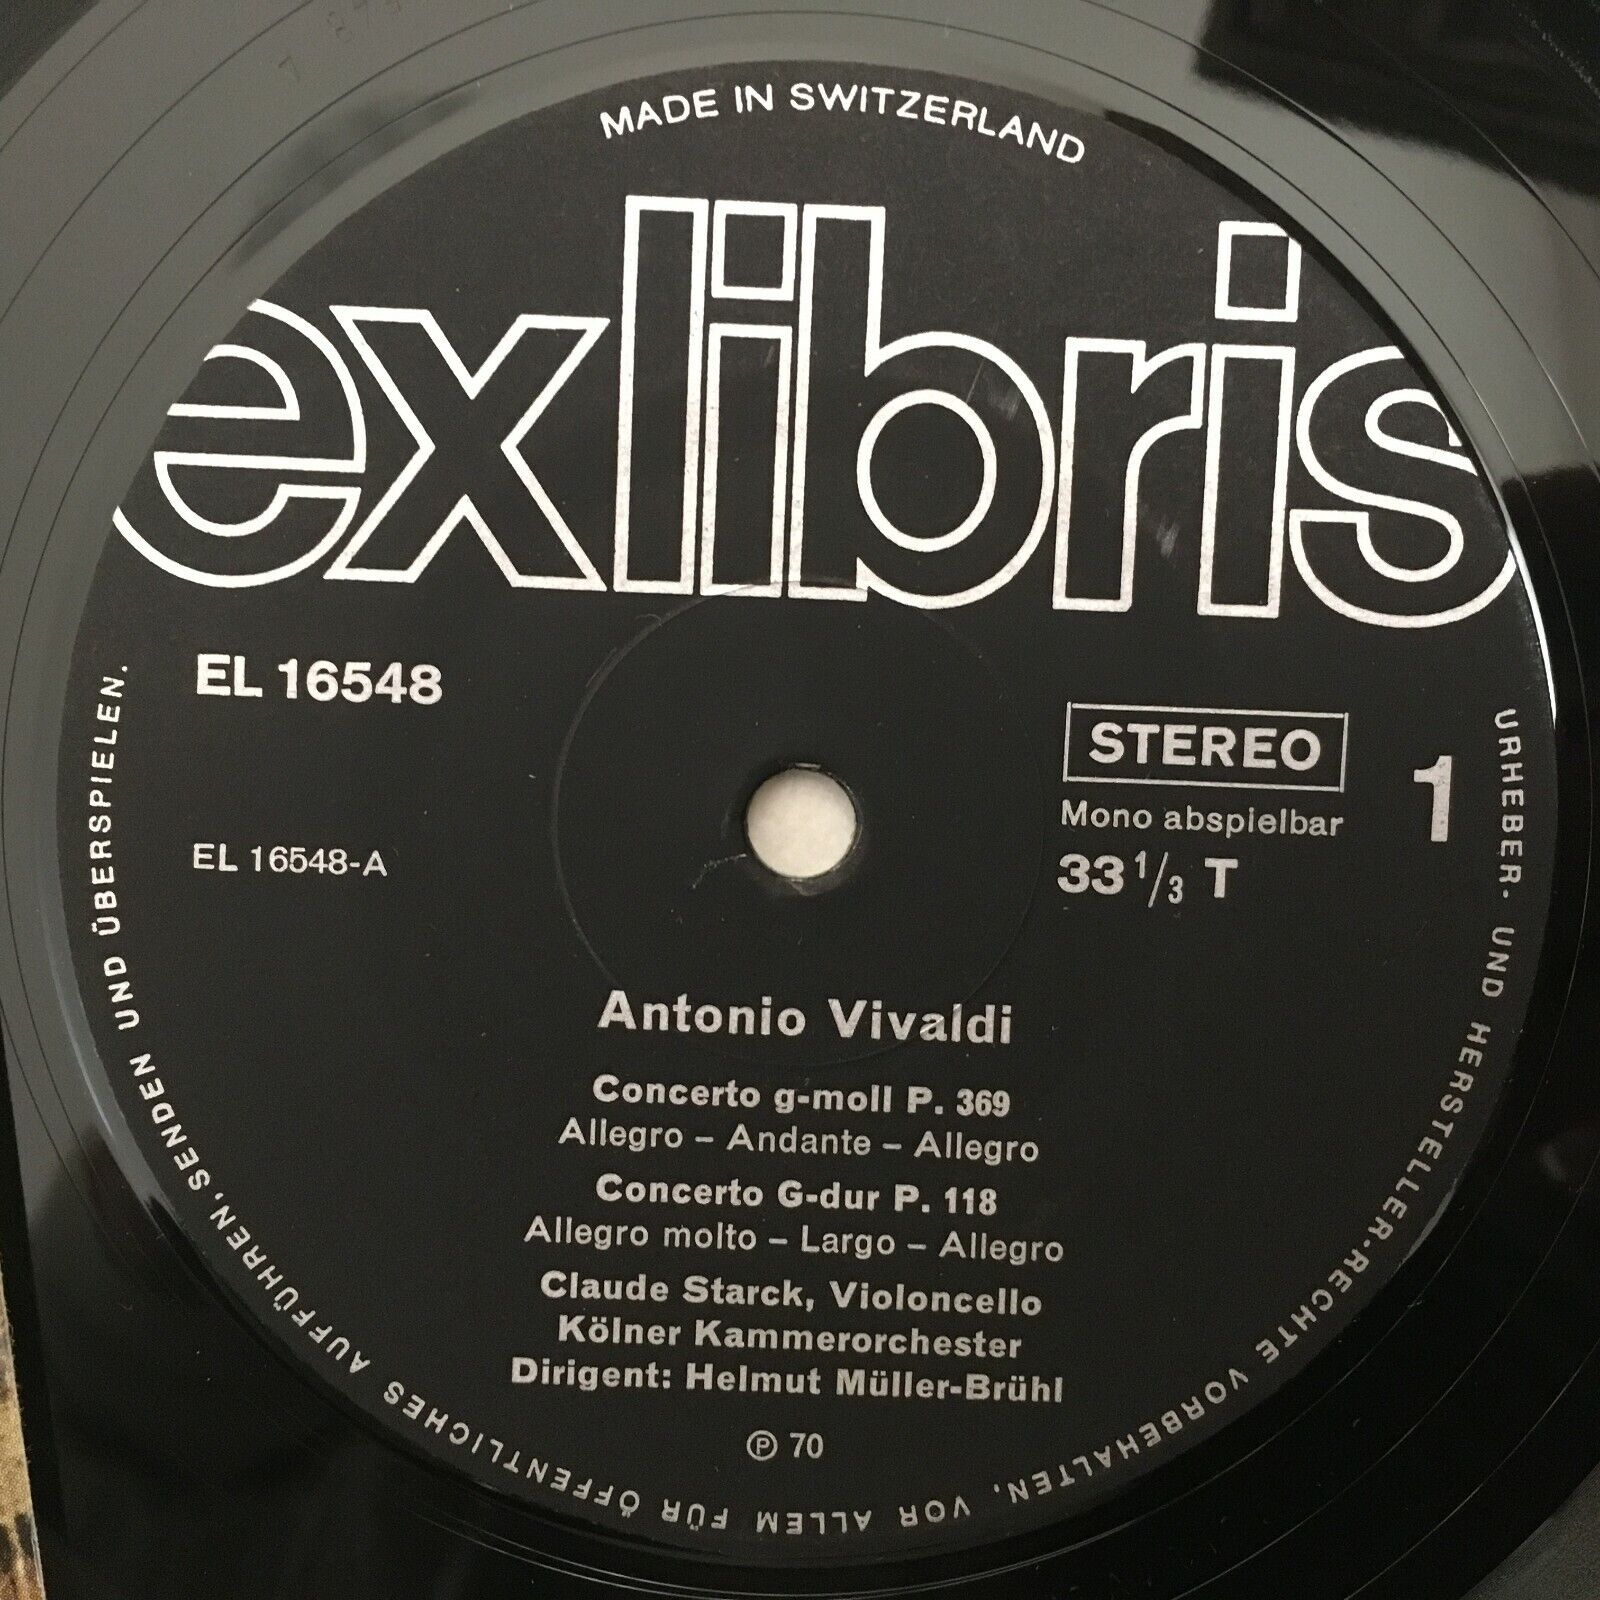 MADE IN SWITZERLAND
exlibris
EL 16548
STEREO
Mono abspielbar
1
EL 16548-A
33 1/3 T
Antonio Vivaldi
Concerto g-moll P. 369
Allegro – Andante – Allegro
Concerto G-dur P. 118
Allegro molto – Largo – Allegro
Claude Starck, Violoncello
Kölner Kammerorchester
Dirigent: Helmut Müller-Brühl
℗ 70
URHEBER- UND HERSTELLER-RECHTE VORBEHALTEN, VOR ALLEM FÜR ÖFFENTLICHES AUFFÜHREN, SENDEN UND ÜBERSPIELEN.